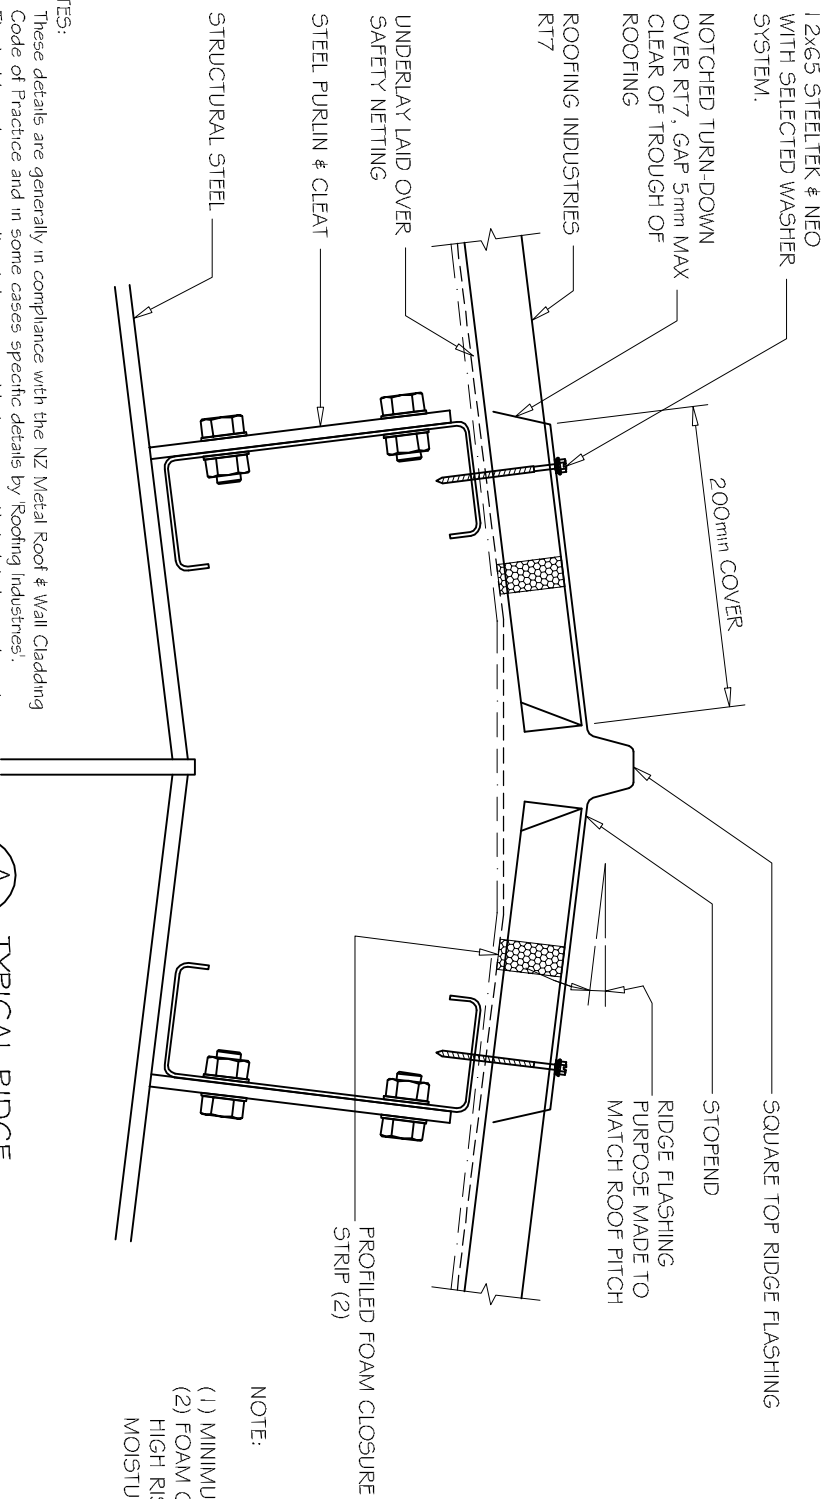 12x65 STEELTEK & NEO
WITH SELECTED WASHER
SYSTEM.
NOTCHED TURN-DOWN
OVER RT7, GAP 5mm MAX
CLEAR OF TROUGH OF
ROOFING
ROOFING INDUSTRIES
RT7
UNDERLAY LAID OVER
SAFETY NETTING
STEEL PURLIN & CLEAT
STRUCTURAL STEEL
200min COVER
SQUARE TOP RIDGE FLASHING
STOPEND
RIDGE FLASHING
PURPOSE MADE TO
MATCH ROOF PITCH
PROFILED FOAM CLOSURE
STRIP (2)
NOTE:
(1) MINIMU
(2) FOAM
HIGH RIS
MOISTU
TES:
These details are generally in compliance with the NZ Metal Roof & Wall Cladding
Code of Practice and in some cases specific details by 'Roofing Industries'.
A
TYPICAL RIDGE